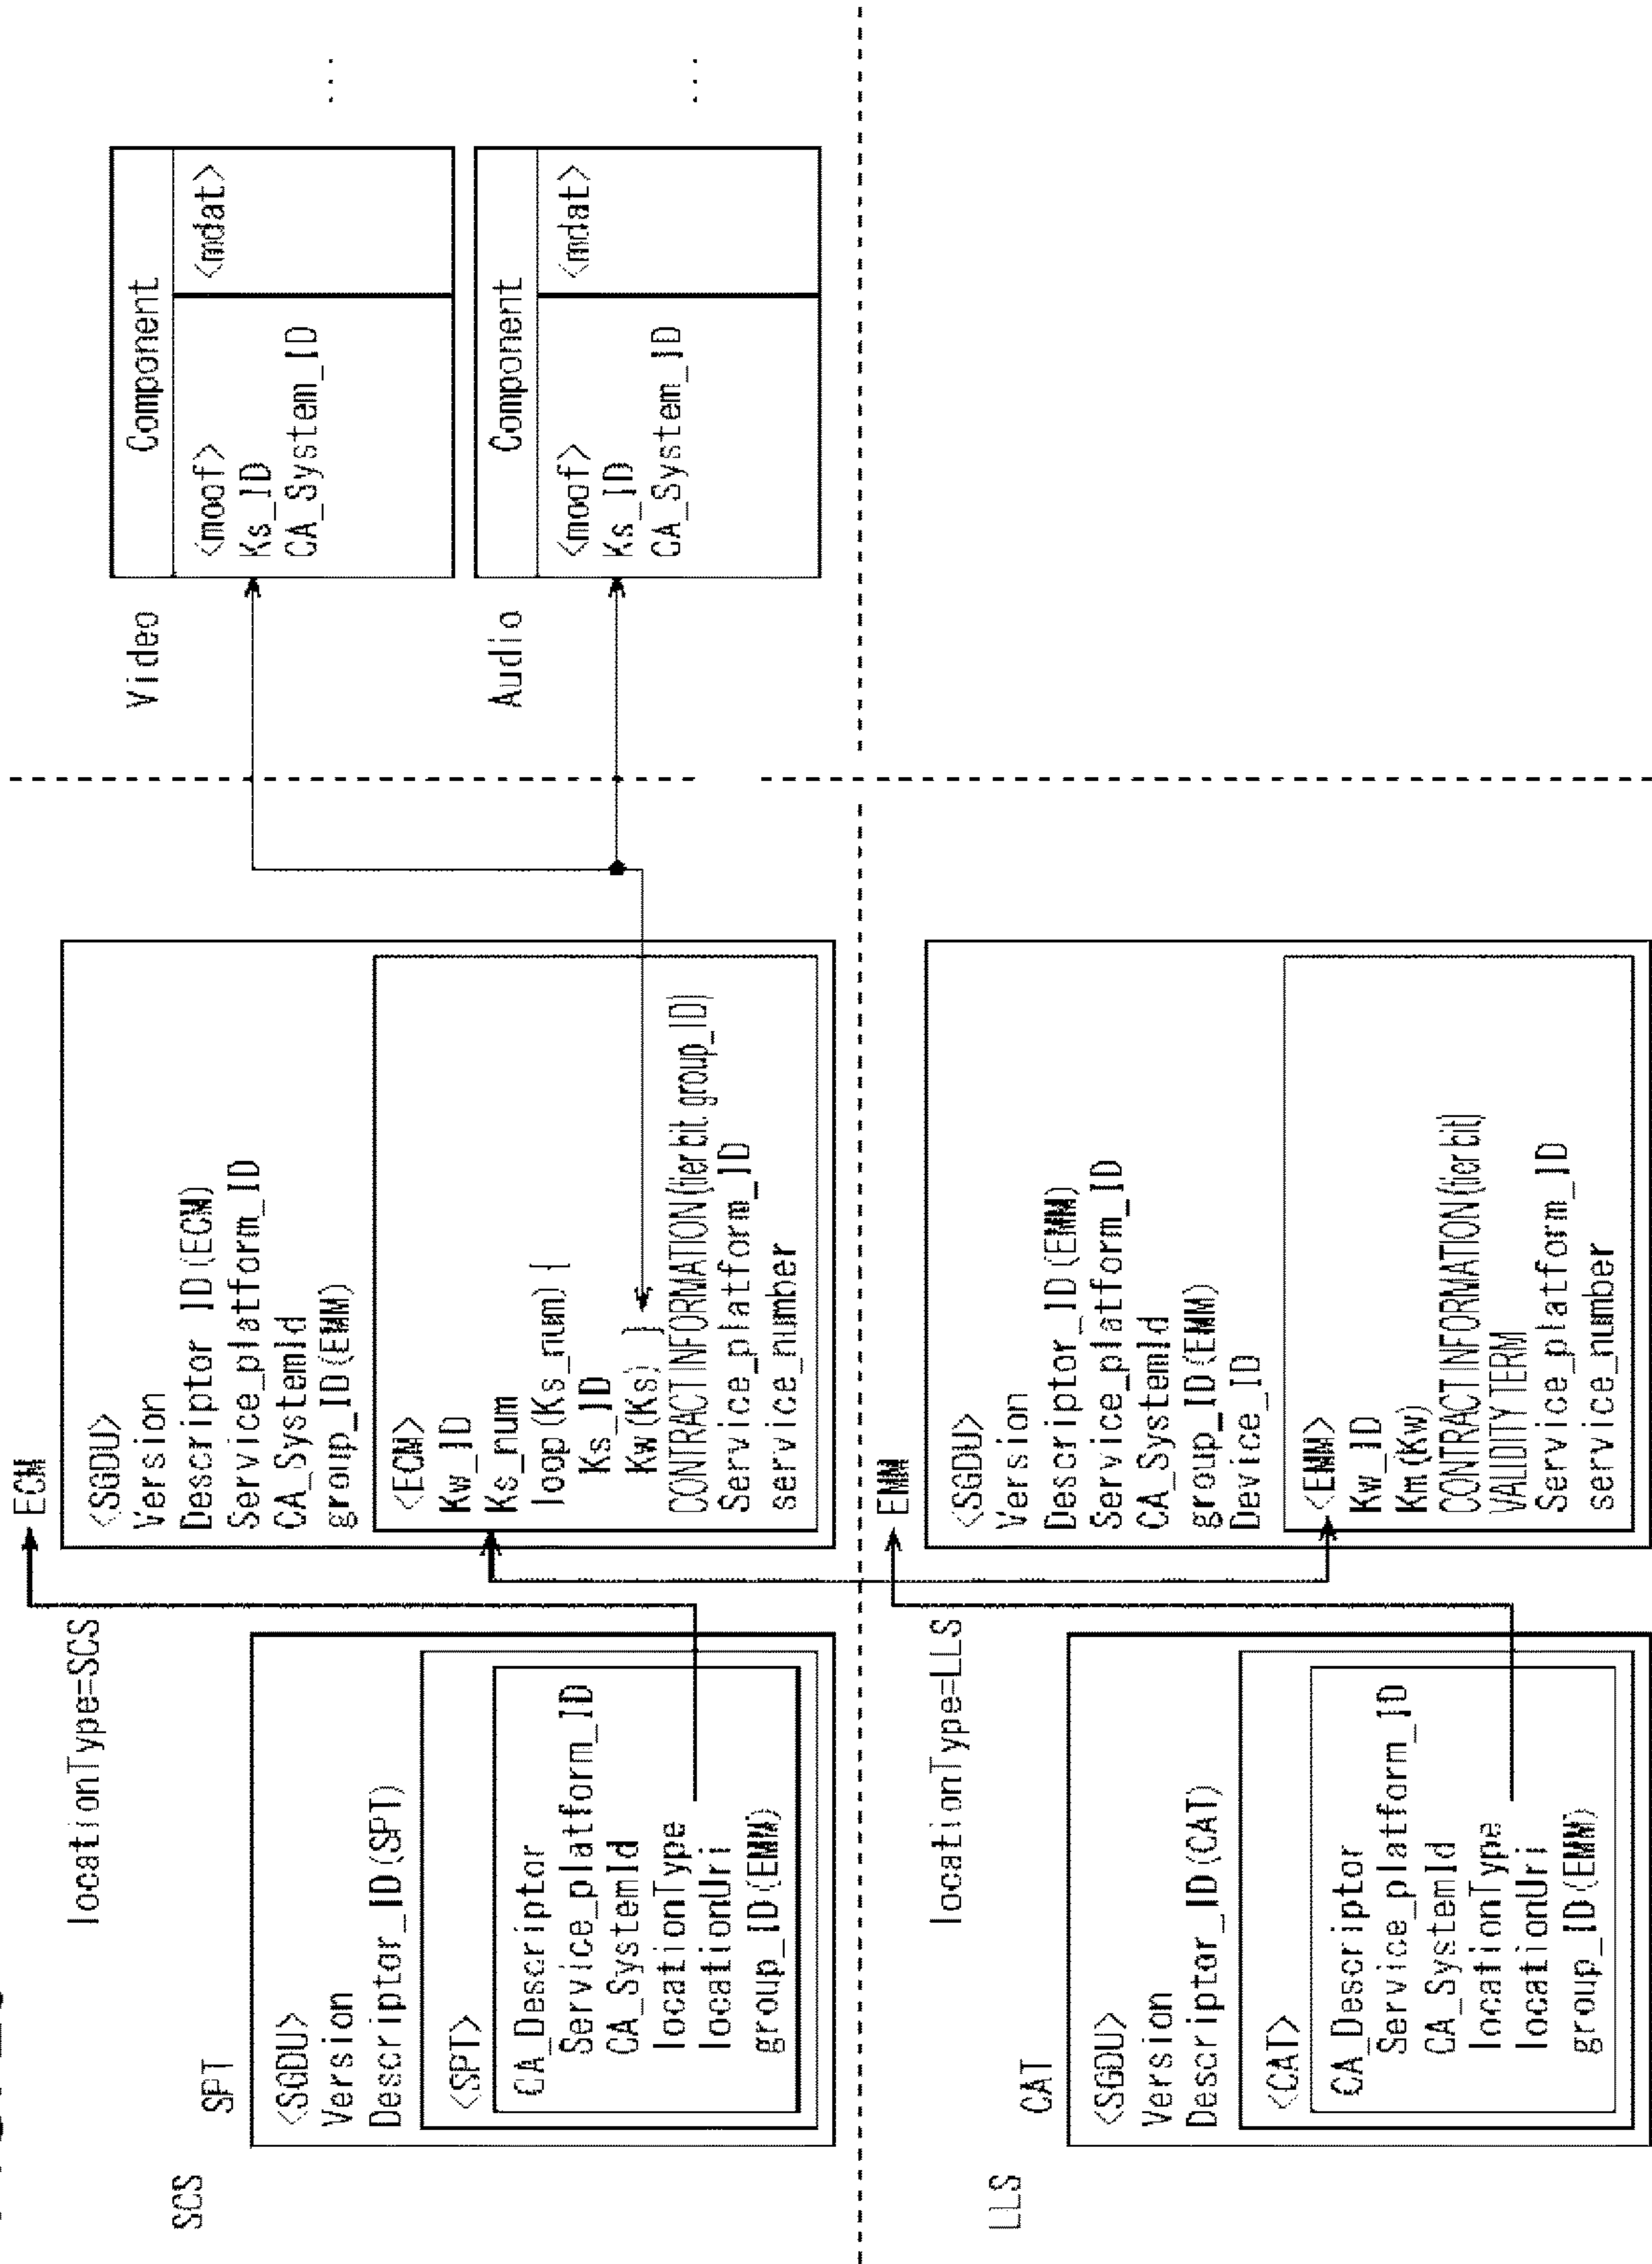 SCS
SPT
<SGDU>
Version
Descriptor_ID(SPT)
<SPT>
CA_Descriptor
Service_platform_ID
CA_SystemId
locationType
locationUri
group_ID(EMM)
locationType=SCS
ECM
<SGDU>
Version
Descriptor ID(ECM)
Service_platform_ID
CA_SystemId
group_ID(EMM)
<ECM>
Kw_ID
Ks_num
loop(Ks_num) {
Ks_ID
Kw(Ks) }
CONTRACT INFORMATION(tier bit, group_ID)
Service_platform_ID
service_number
Video
Component
<moof>
Ks_ID
CA_System_ID
<mdat>
...
Audio
Component
<moof>
Ks_ID
CA_System_ID
<mdat>
...
LLS
CAT
<SGDU>
Version
Descriptor_ID(CAT)
<CAT>
CA_Descriptor
Service_platform_ID
CA_SystemId
locationType
locationUri
group_ID(EMM)
locationType=LLS
EMM
<SGDU>
Version
Descriptor_ID(EMM)
Service_platform_ID
CA_SystemId
group_ID(EMM)
Device_ID
<EMM>
Kw_ID
Km(Kw)
CONTRACT INFORMATION(tier bit)
VALIDITY TERM
Service_platform_ID
service_number